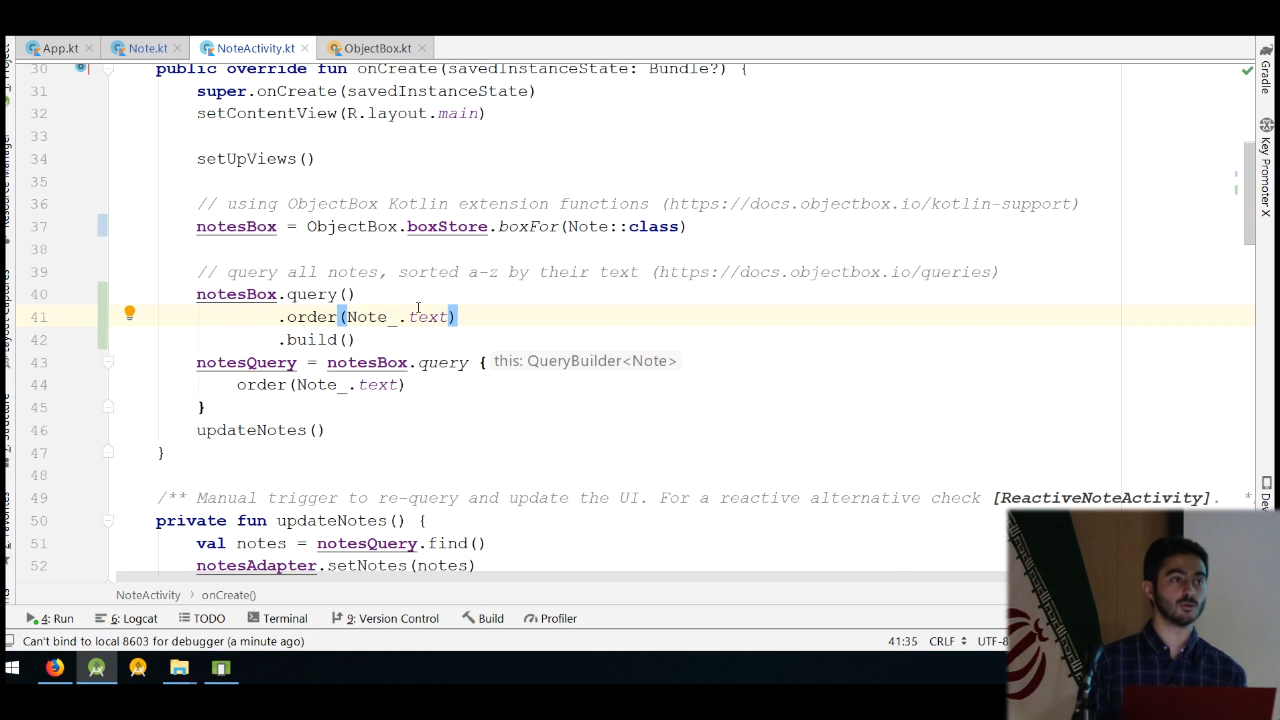 App.kt
Note.kt
NoteActivity.kt
ObjectBox.kt
30 public override fun onCreate(savedInstanceState: Bundle?) {
31 super.onCreate(savedInstanceState)
32 setContentView(R.layout.main)
33
34 setUpViews()
35
36 // using ObjectBox Kotlin extension functions (https://docs.objectbox.io/kotlin-support)
37 notesBox = ObjectBox.boxStore.boxFor(Note::class)
38
39 // query all notes, sorted a-z by their text (https://docs.objectbox.io/queries)
40 notesBox.query()
41 .order(Note_.text)
42 .build()
43 notesQuery = notesBox.query { this: QueryBuilder<Note>
44 order(Note_.text)
45 }
46 updateNotes()
47 }
48
49 /** Manual trigger to re-query and update the UI. For a reactive alternative check [ReactiveNoteActivity]. *
50 private fun updateNotes() {
51 val notes = notesQuery.find()
52 notesAdapter.setNotes(notes)
NoteActivity > onCreate()
4: Run 6: Logcat TODO Terminal 9: Version Control Build Profiler
Can't bind to local 8603 for debugger (a minute ago) 41:35 CRLF UTF-8
Gradle
Key Promoter X